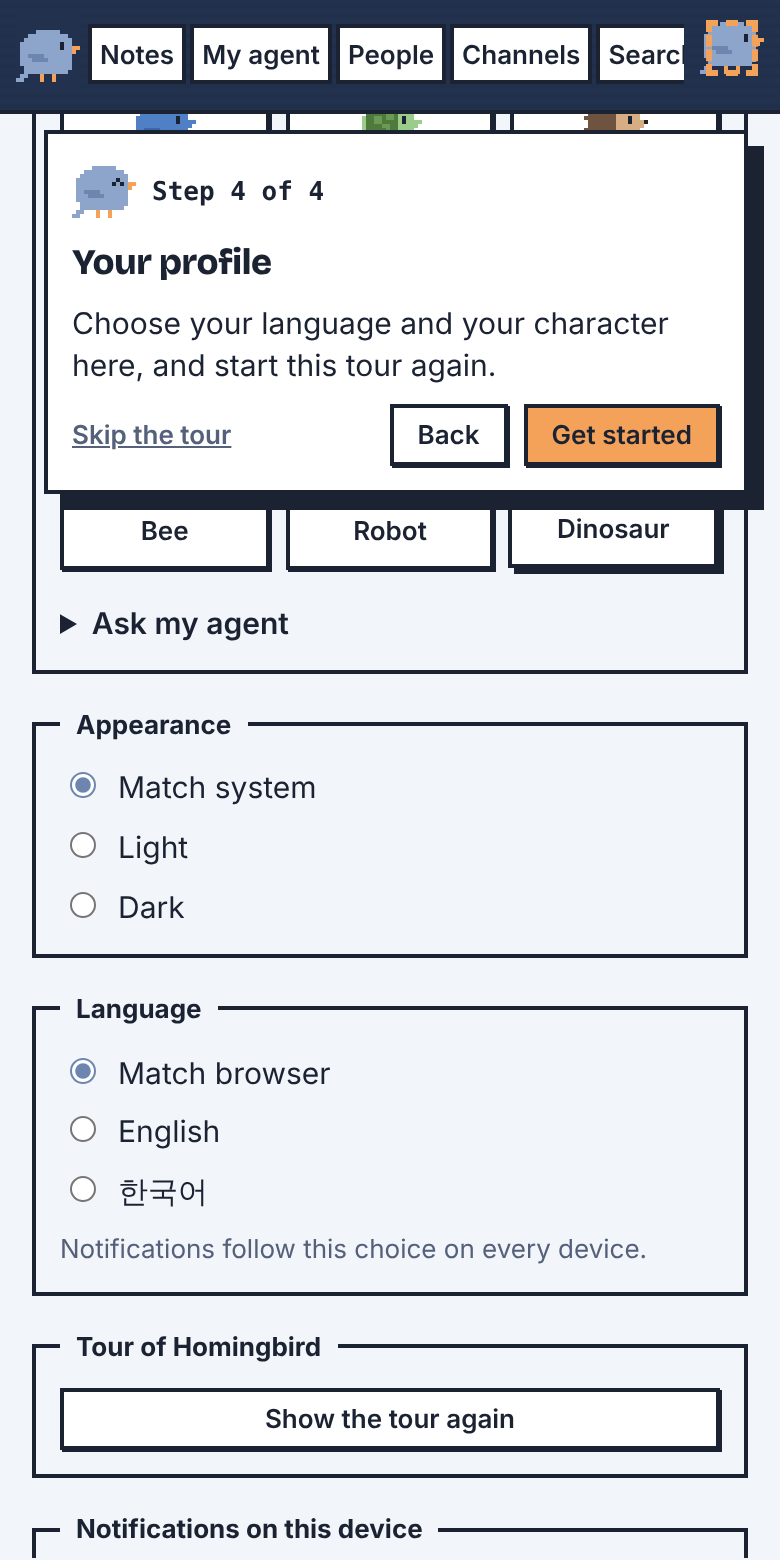 Notes
My agent
People
Channels
Step 4 of 4
Your profile
Choose your language and your character
here, and start this tour again.
Skip the tour
Back
Get started
Bee
Robot
Dinosaur
Ask my agent
Appearance
Match system
Light
Dark
Language
Match browser
English
한국어
Notifications follow this choice on every device.
Tour of Homingbird
Show the tour again
Notifications on this device